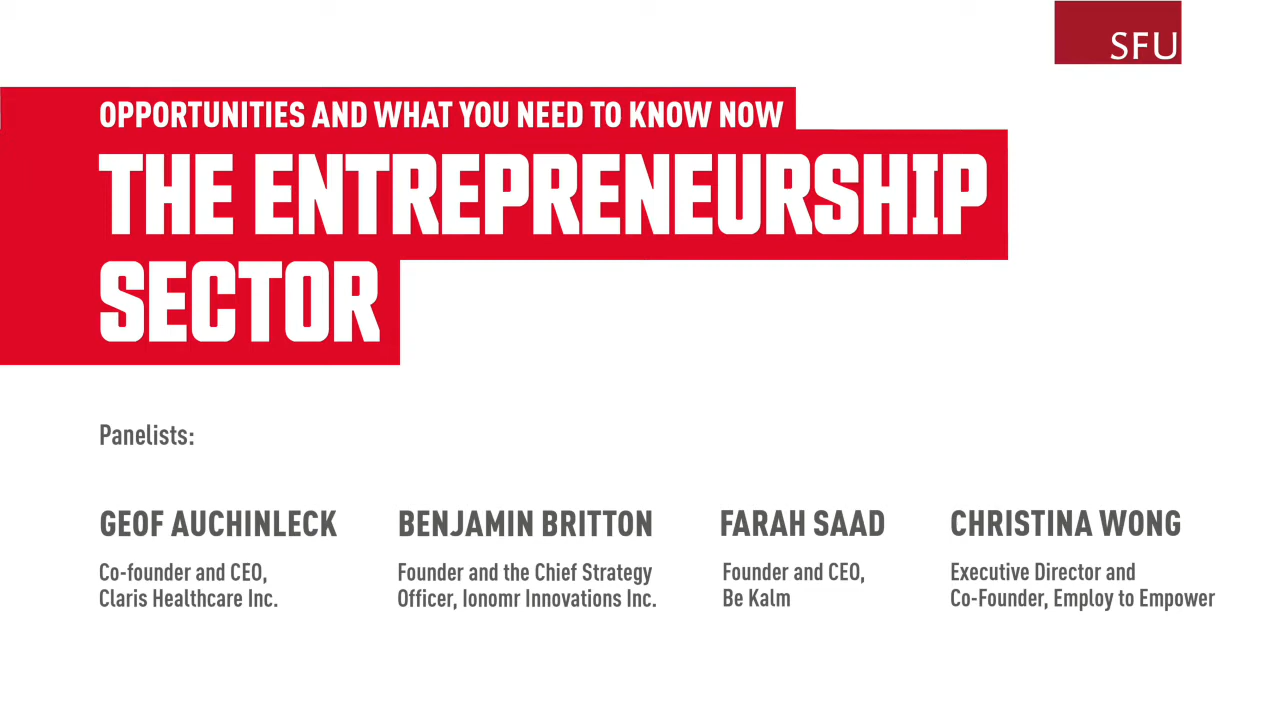 SFU
OPPORTUNITIES AND WHAT YOU NEED TO KNOW NOW
THE ENTREPRENEURSHIP
SECTOR
Panelists:
GEOF AUCHINLECK
Co-founder and CEO,
Claris Healthcare Inc.
BENJAMIN BRITTON
Founder and the Chief Strategy
Officer, Ionomr Innovations Inc.
FARAH SAAD
Founder and CEO,
Be Kalm
CHRISTINA WONG
Executive Director and
Co-Founder, Employ to Empower